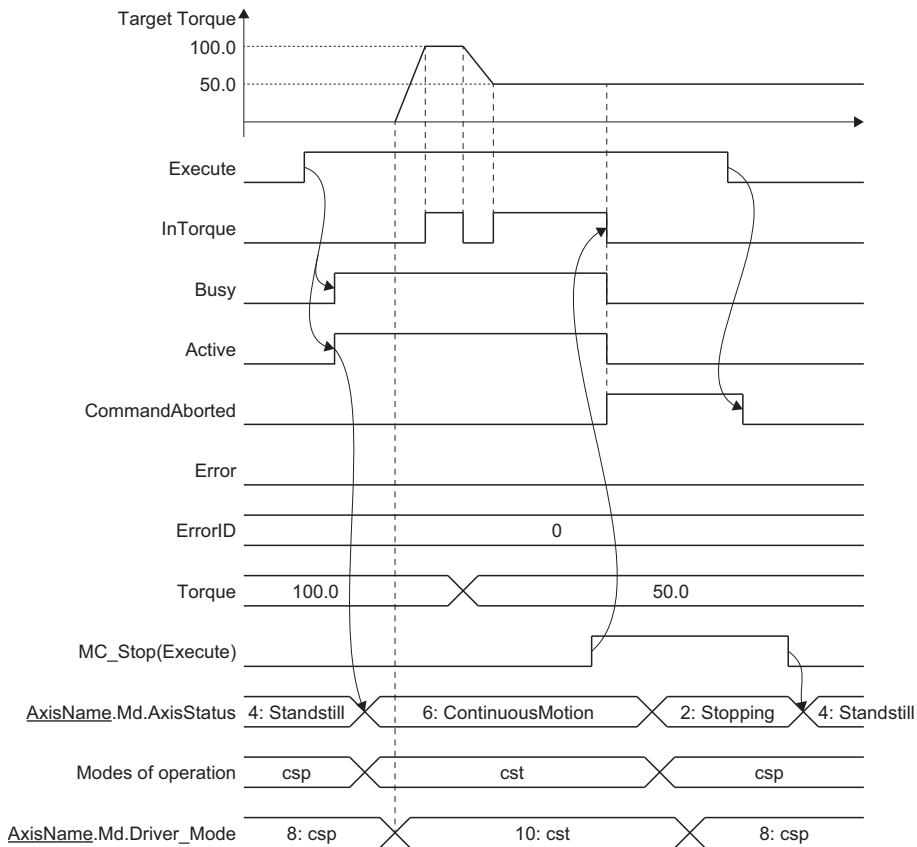 Target Torque
100.0
50.0
Execute
InTorque
Busy
Active
CommandAborted
Error
ErrorID
0
Torque
100.0
50.0
MC_Stop(Execute)
AxisName.Md.AxisStatus
4: Standstill
6: ContinuousMotion
2: Stopping
4: Standstill
Modes of operation
csp
cst
csp
AxisName.Md.Driver_Mode
8: csp
10: cst
8: csp